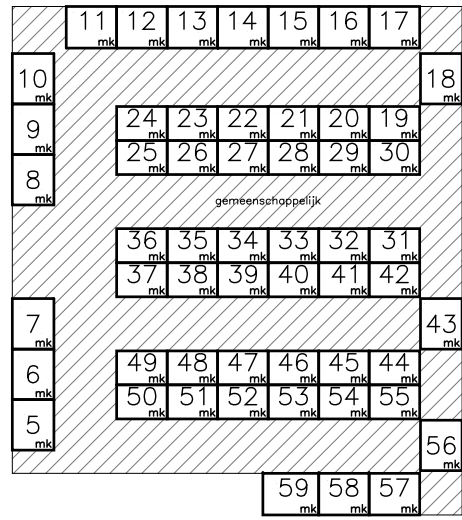 11 mk 12 mk 13 mk 14 mk 15 mk 16 mk 17 mk
10 mk 18 mk
24 mk 23 mk 22 mk 21 mk 20 mk 19 mk
9 mk
25 mk 26 mk 27 mk 28 mk 29 mk 30 mk
8 mk
gemeenschappelijk
36 mk 35 mk 34 mk 33 mk 32 mk 31 mk
37 mk 38 mk 39 mk 40 mk 41 mk 42 mk
7 mk 43 mk
49 mk 48 mk 47 mk 46 mk 45 mk 44 mk
6 mk
50 mk 51 mk 52 mk 53 mk 54 mk 55 mk
5 mk 56 mk
59 mk 58 mk 57 mk